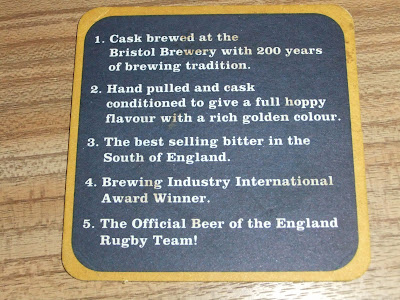 1. Cask brewed at the
Bristol Brewery with 200 years
of brewing tradition.
2. Hand pulled and cask
conditioned to give a full hoppy
flavour with a rich golden colour.
3. The best selling bitter in the
South of England.
4. Brewing Industry International
Award Winner.
5. The Official Beer of the England
Rugby Team!